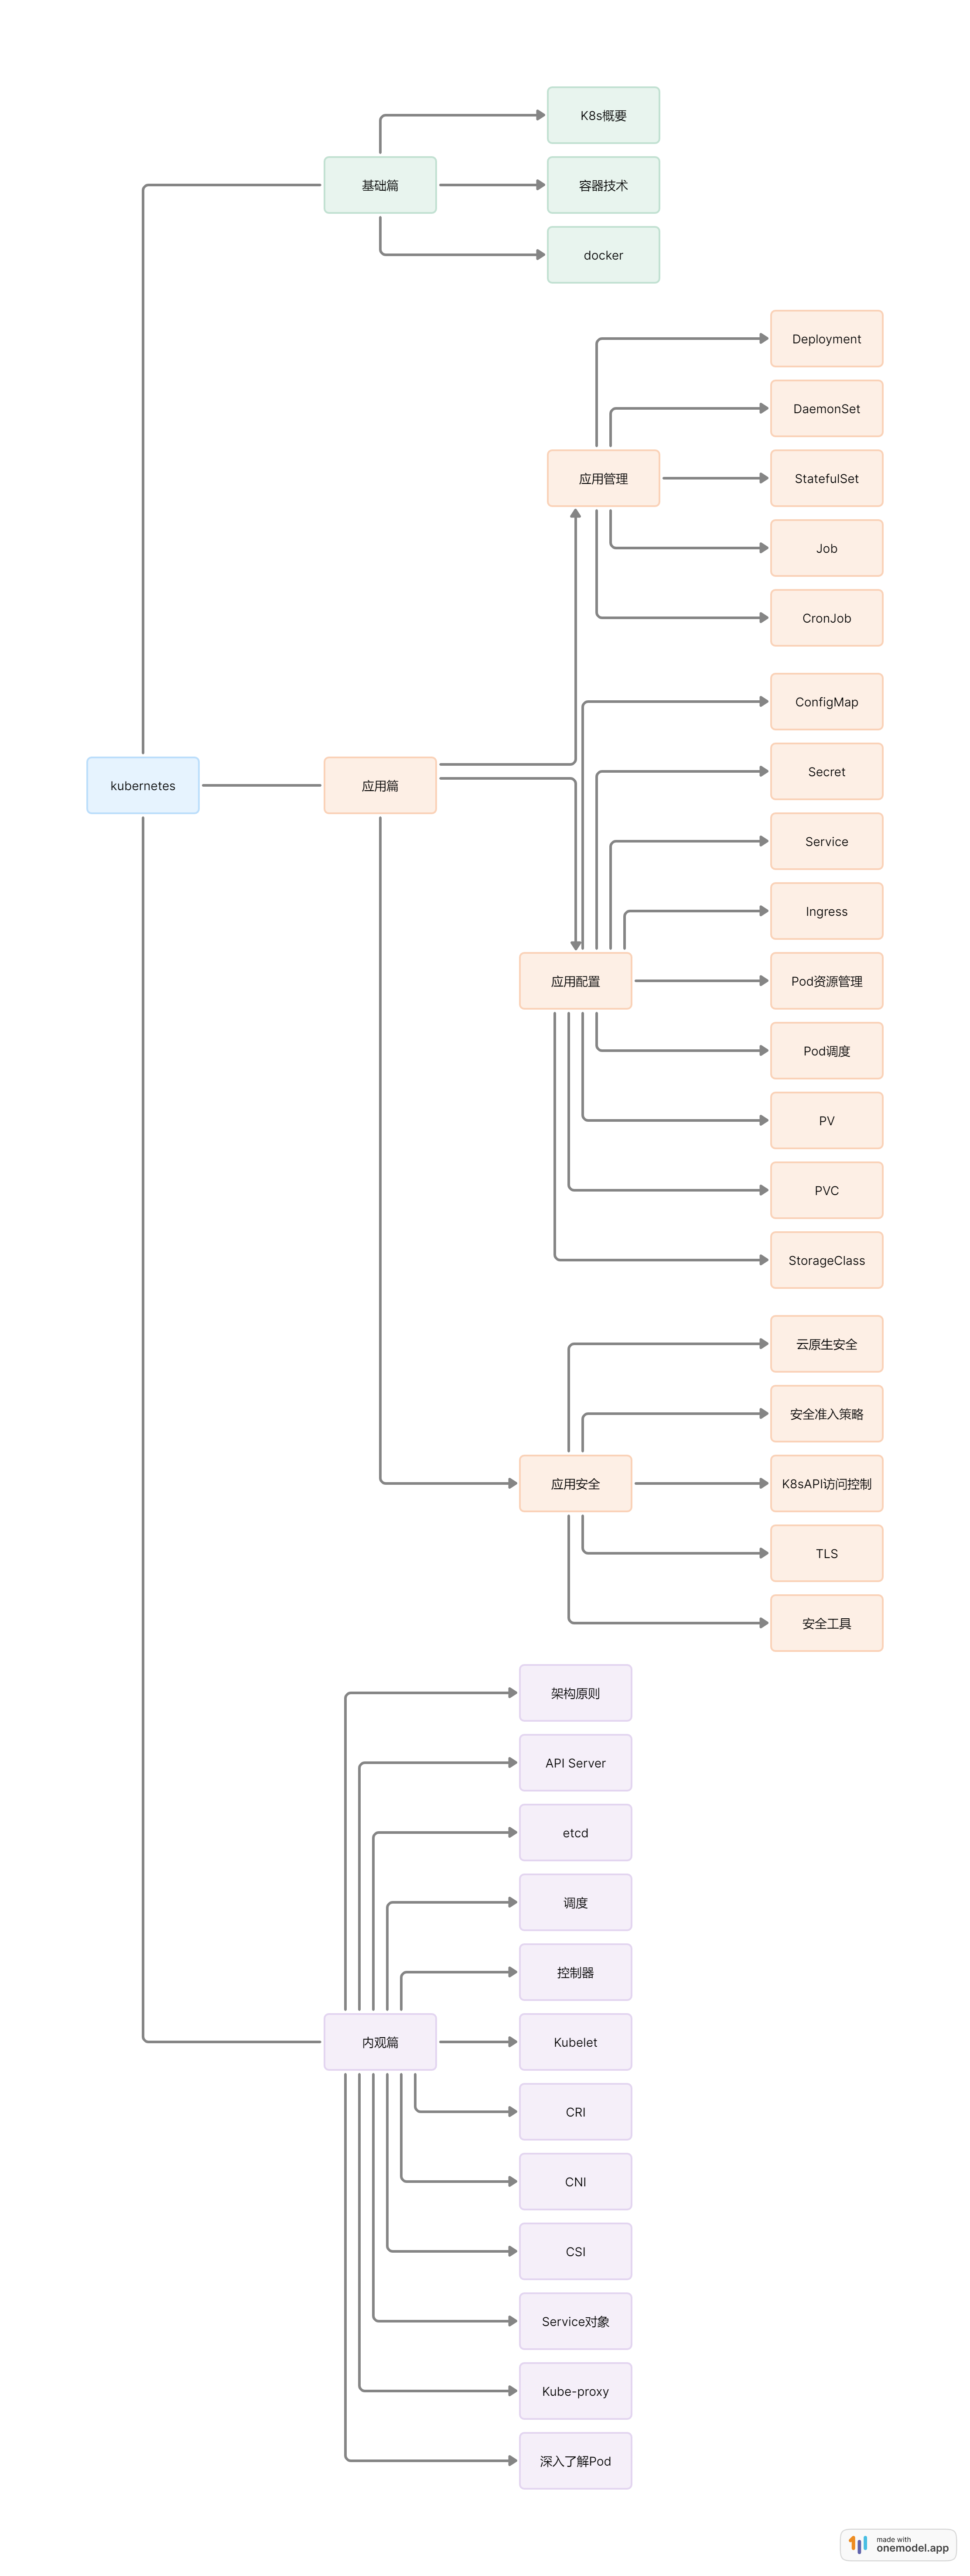 K8s概要
基础篇
容器技术
docker
Deployment
DaemonSet
应用管理
StatefulSet
Job
CronJob
ConfigMap
Secret
kubernetes
应用篇
Service
Ingress
应用配置
Pod资源管理
Pod调度
PV
PVC
StorageClass
云原生安全
安全准入策略
应用安全
K8sAPI访问控制
TLS
安全工具
架构原则
API Server
etcd
调度
控制器
内观篇
Kubelet
CRI
CNI
CSI
Service对象
Kube-proxy
深入了解Pod
made with
onemodel.app